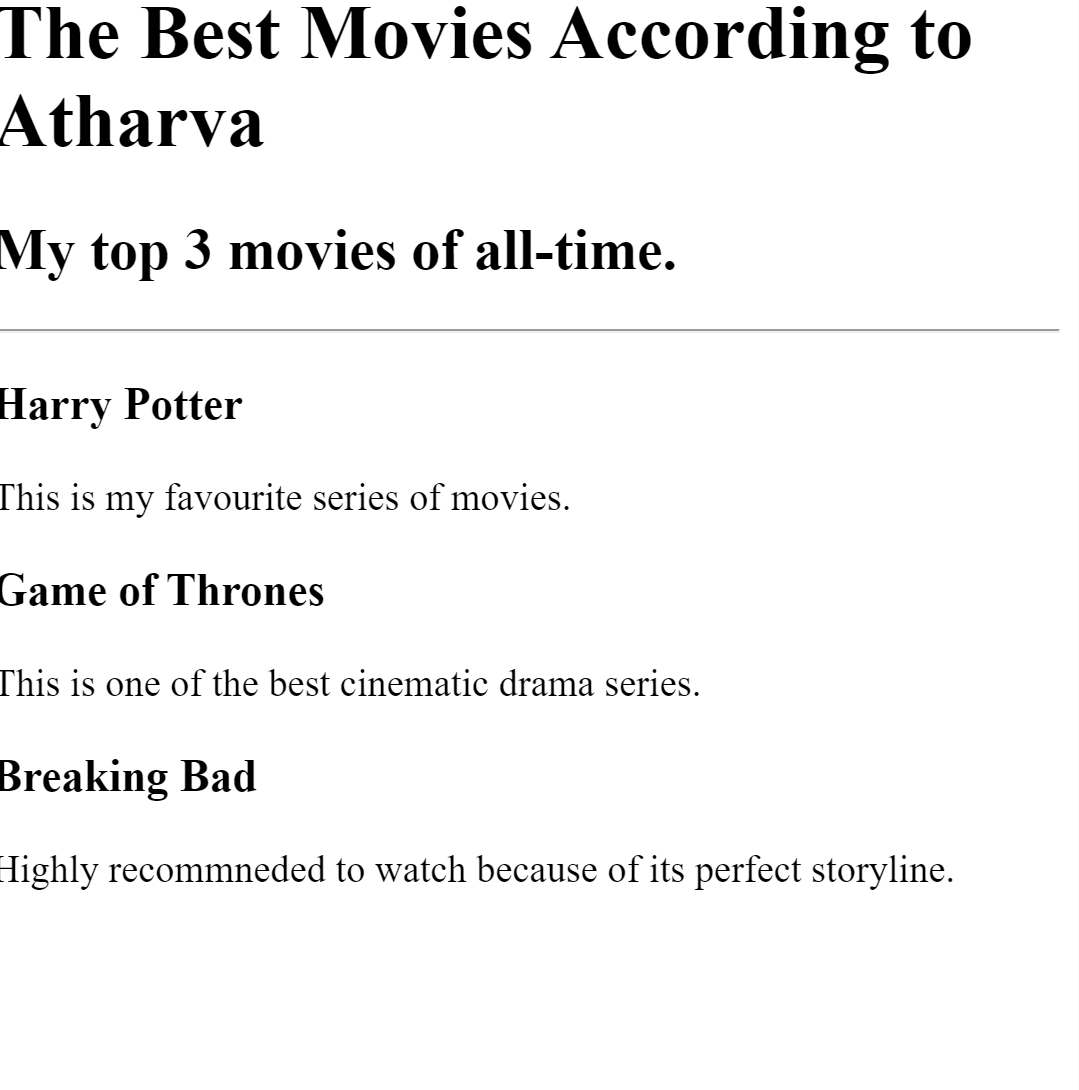 The Best Movies According to
Atharva
My top 3 movies of all-time.
Harry Potter
This is my favourite series of movies.
Game of Thrones
This is one of the best cinematic drama series.
Breaking Bad
Highly recommneded to watch because of its perfect storyline.